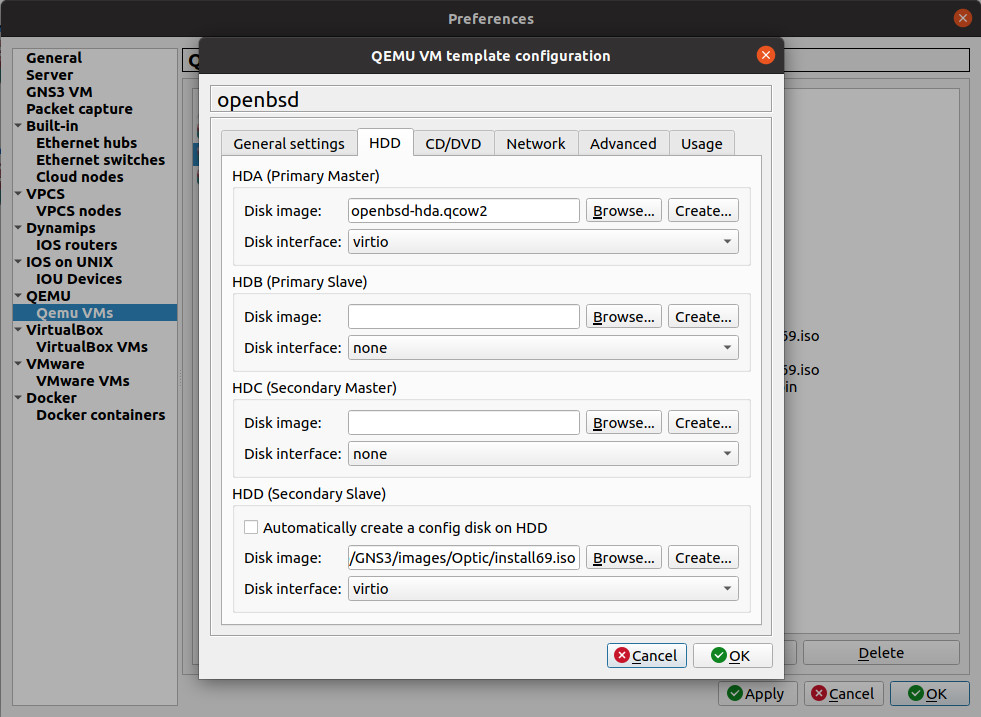 Preferences
General
Server
GNS3 VM
Packet capture
Built-in
Ethernet hubs
Ethernet switches
Cloud nodes
VPCS
VPCS nodes
Dynamips
IOS routers
IOS on UNIX
IOU Devices
QEMU
Qemu VMs
VirtualBox
VirtualBox VMs
VMware
VMware VMs
Docker
Docker containers
QEMU VM template configuration
openbsd
General settings HDD CD/DVD Network Advanced Usage
HDA (Primary Master)
Disk image: openbsd-hda.qcow2 Browse... Create...
Disk interface: virtio
HDB (Primary Slave)
Disk image: Browse... Create...
Disk interface: none
HDC (Secondary Master)
Disk image: Browse... Create...
Disk interface: none
HDD (Secondary Slave)
Automatically create a config disk on HDD
Disk image: /GNS3/images/Optic/install69.iso Browse... Create...
Disk interface: virtio
Cancel OK
69.iso
69.iso
in
Delete
Apply Cancel OK